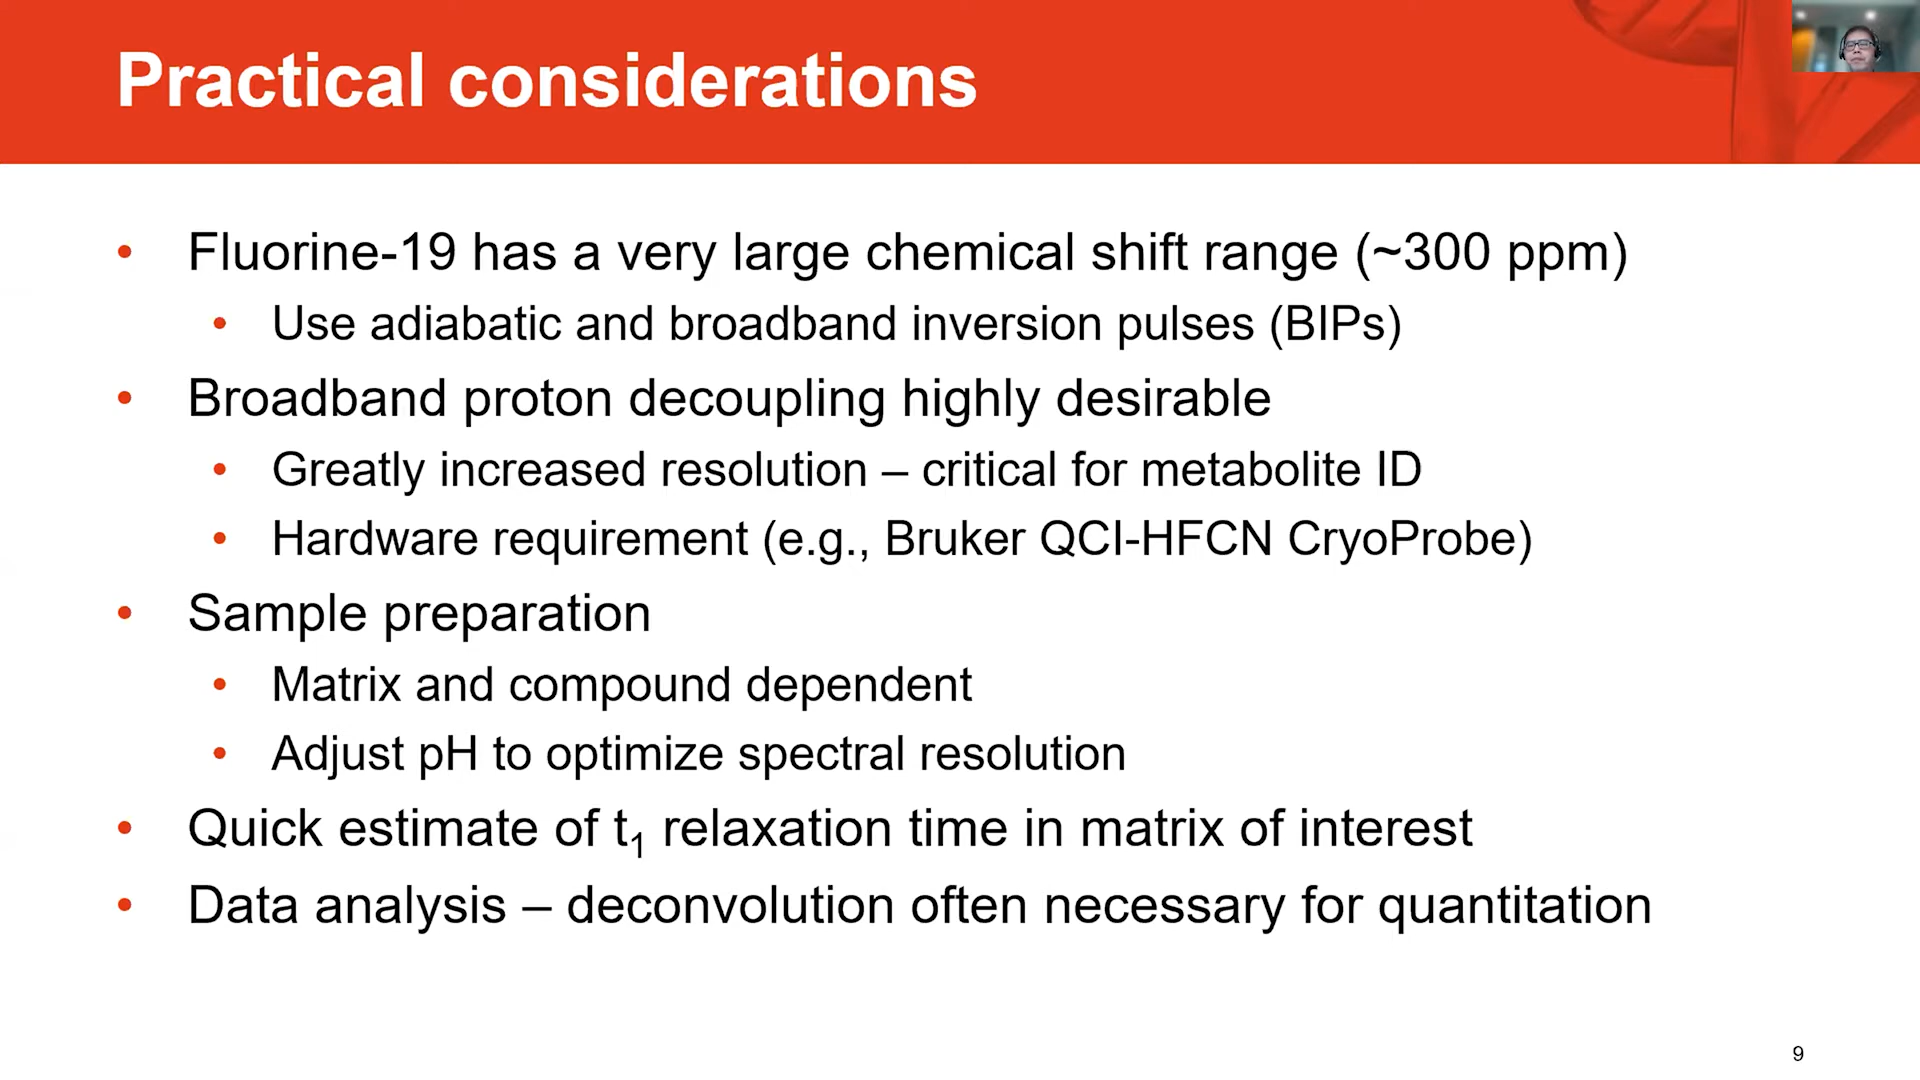 Practical considerations
• Fluorine-19 has a very large chemical shift range (~300 ppm)
• Use adiabatic and broadband inversion pulses (BIPs)
• Broadband proton decoupling highly desirable
• Greatly increased resolution – critical for metabolite ID
• Hardware requirement (e.g., Bruker QCI-HFCN CryoProbe)
• Sample preparation
• Matrix and compound dependent
• Adjust pH to optimize spectral resolution
• Quick estimate of t₁ relaxation time in matrix of interest
• Data analysis – deconvolution often necessary for quantitation
9